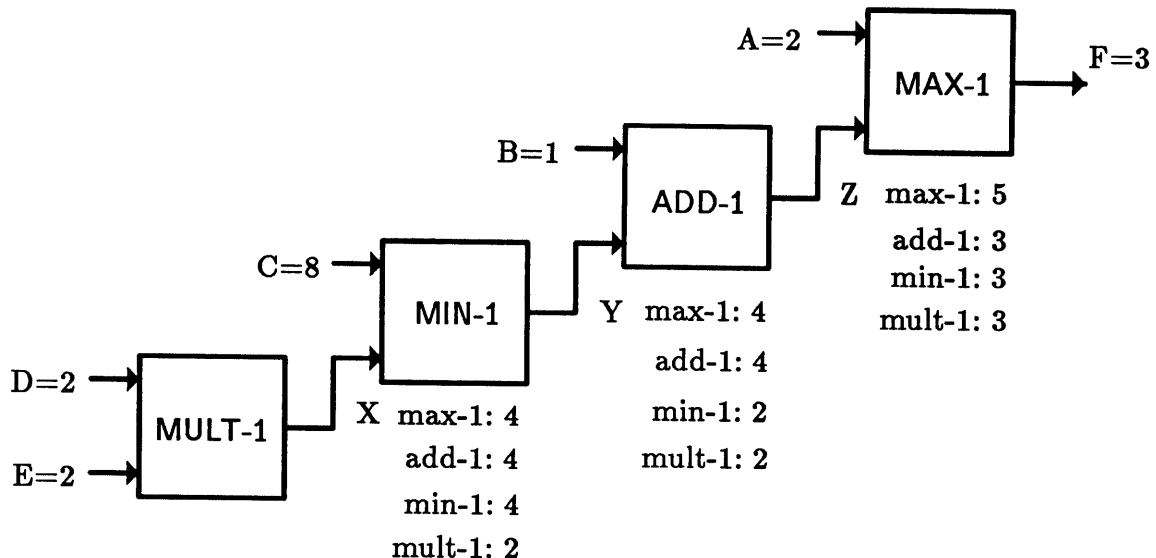 A=2
MAX-1
F=3
B=1
ADD-1
Z max-1: 5
add-1: 3
min-1: 3
mult-1: 3
C=8
MIN-1
Y max-1: 4
add-1: 4
min-1: 2
mult-1: 2
D=2
MULT-1
E=2
X max-1: 4
add-1: 4
min-1: 4
mult-1: 2